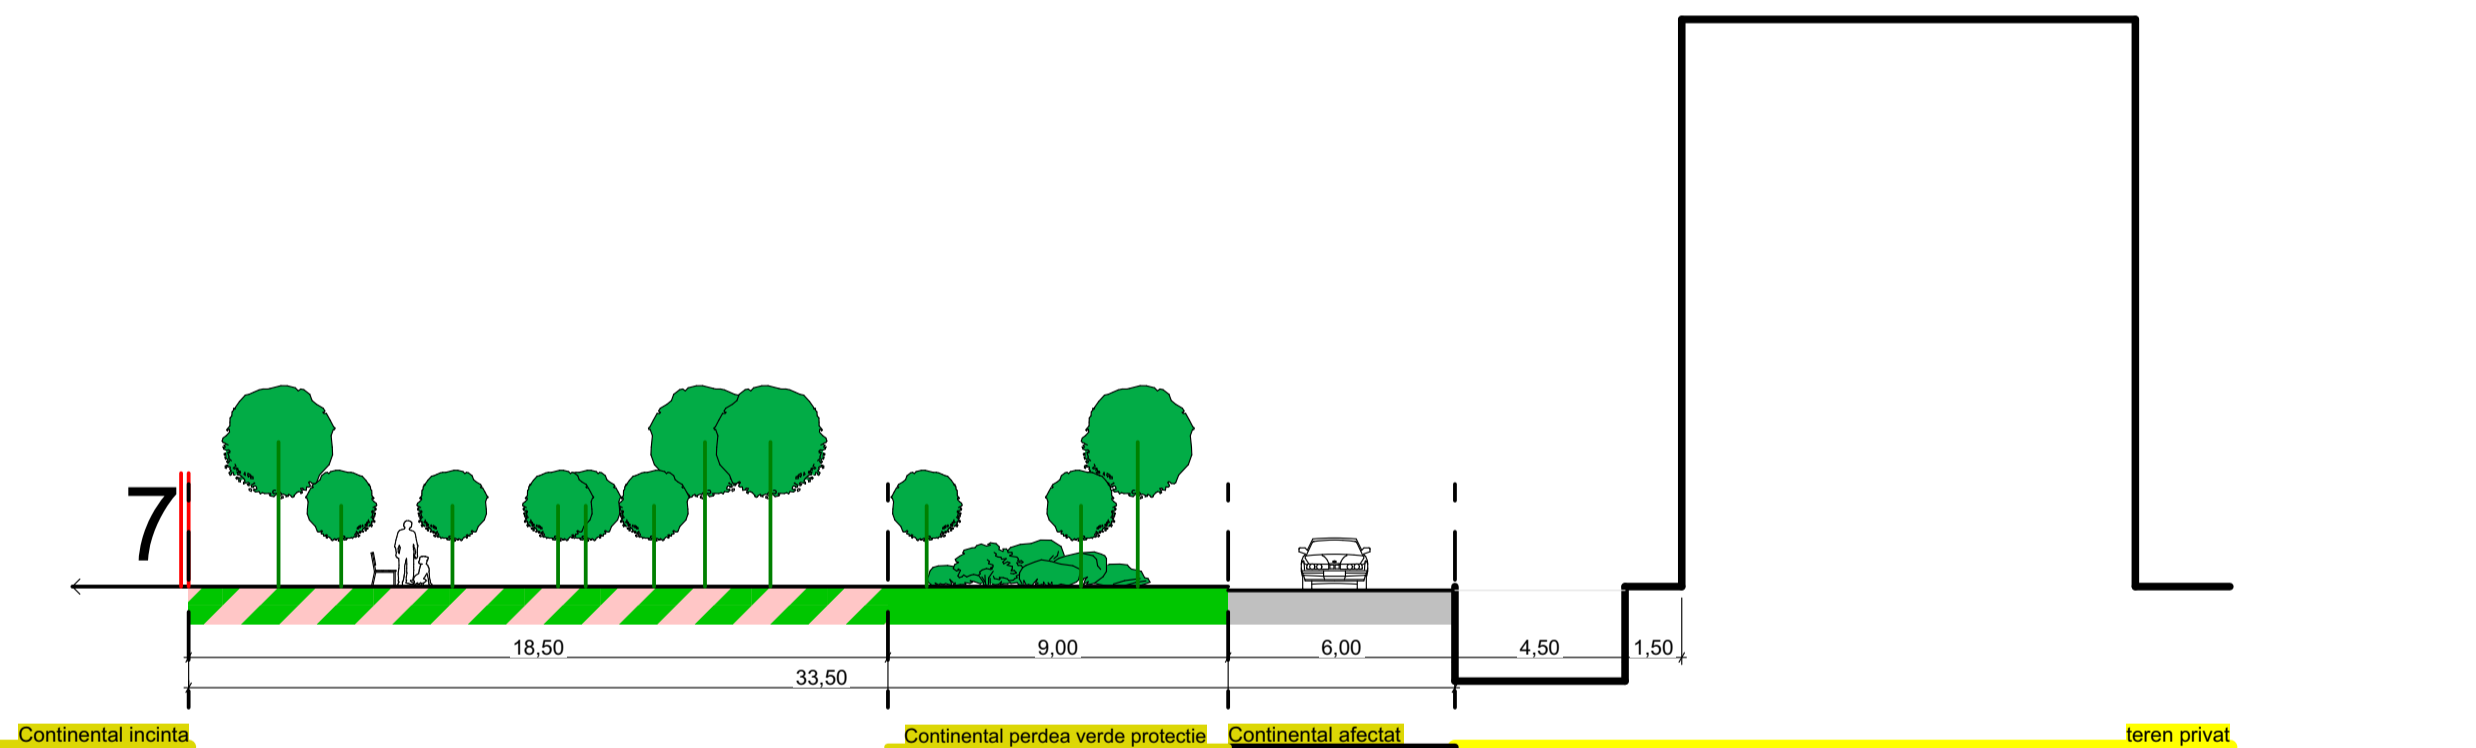 7
18,50 9,00 6,00 4,50 1,50
33,50
Continental incinta Continental perdea verde protectie Continental afectat teren privat